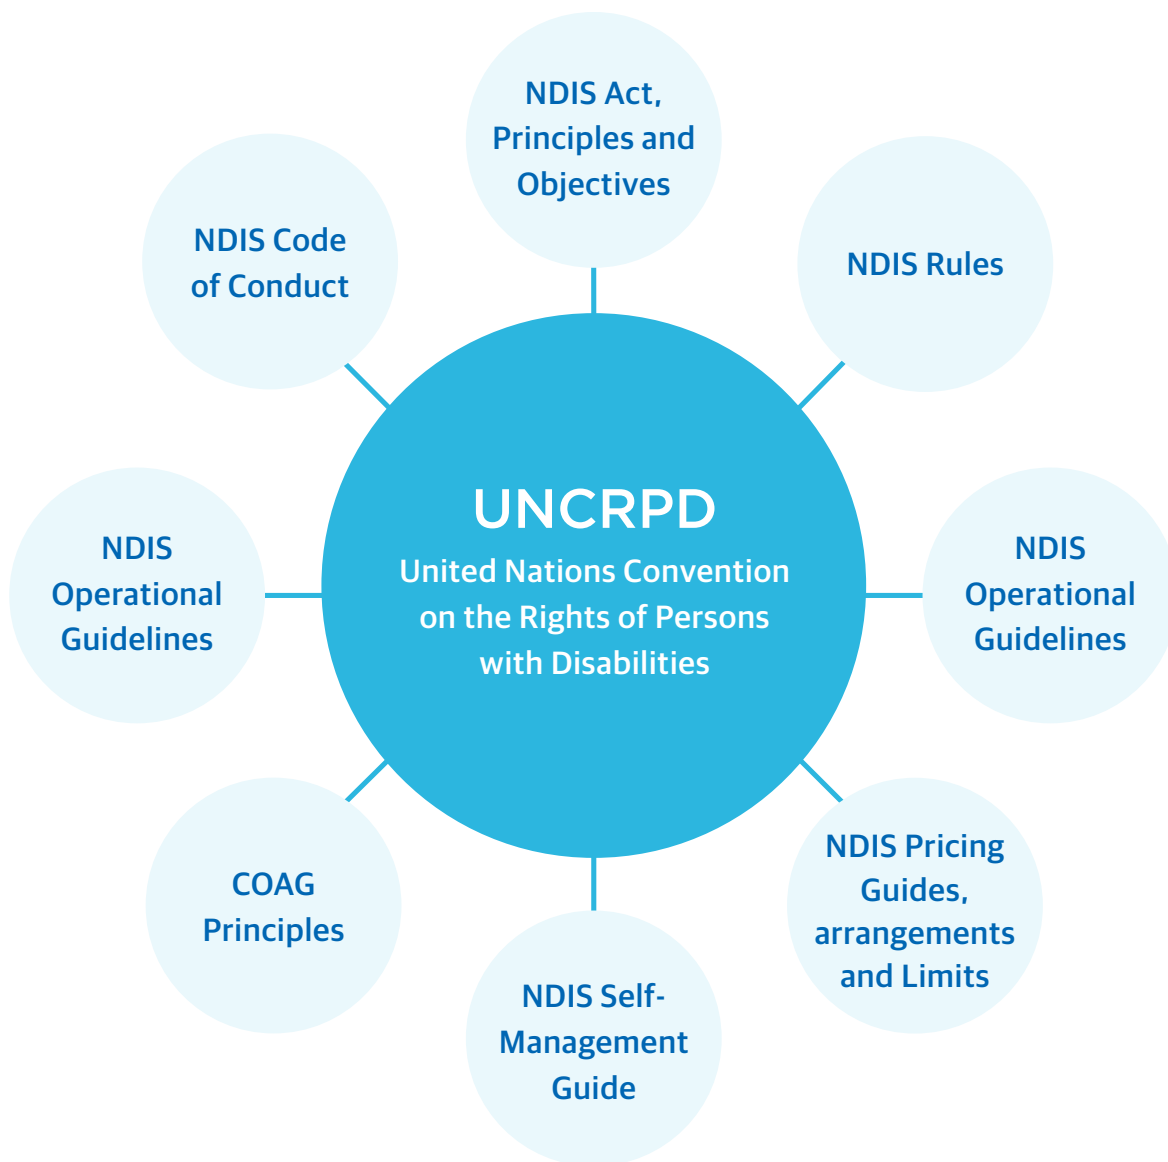 NDIS Act,
Principles and
Objectives
NDIS Code
of Conduct
NDIS Rules
UNCRPD
United Nations Convention
on the Rights of Persons
with Disabilities
NDIS
Operational
Guidelines
NDIS
Operational
Guidelines
COAG
Principles
NDIS Pricing
Guides,
arrangements
and Limits
NDIS Self-
Management
Guide